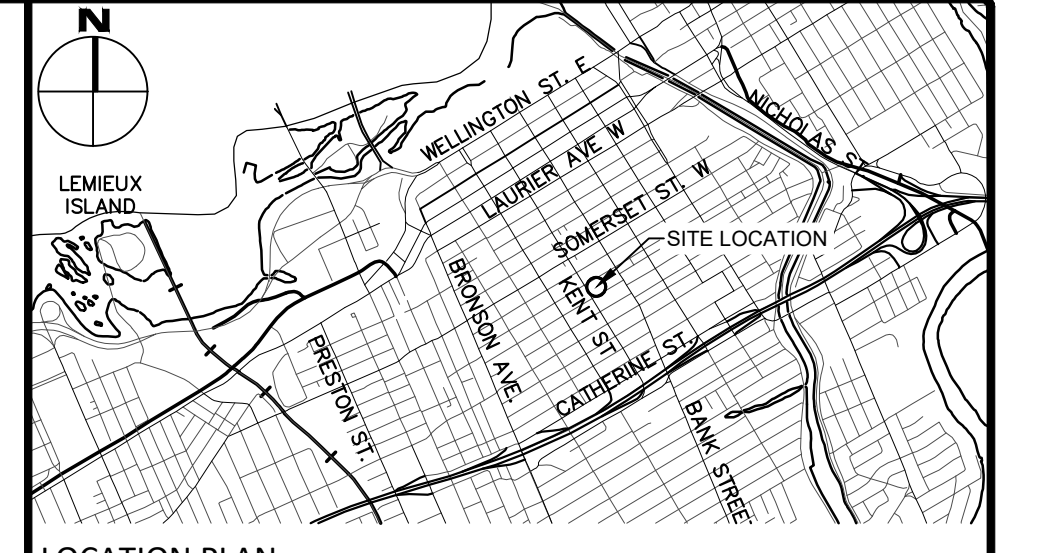 N
WELLINGTON ST. E
NICHOLAS ST.
LAURIER AVE W
LEMIEUX
ISLAND
SOMERSET ST. W
SITE LOCATION
BRONSON AVE.
KENT ST
PRESTON ST.
CATHERINE ST.
BANK STREE
LOCATION PLAN